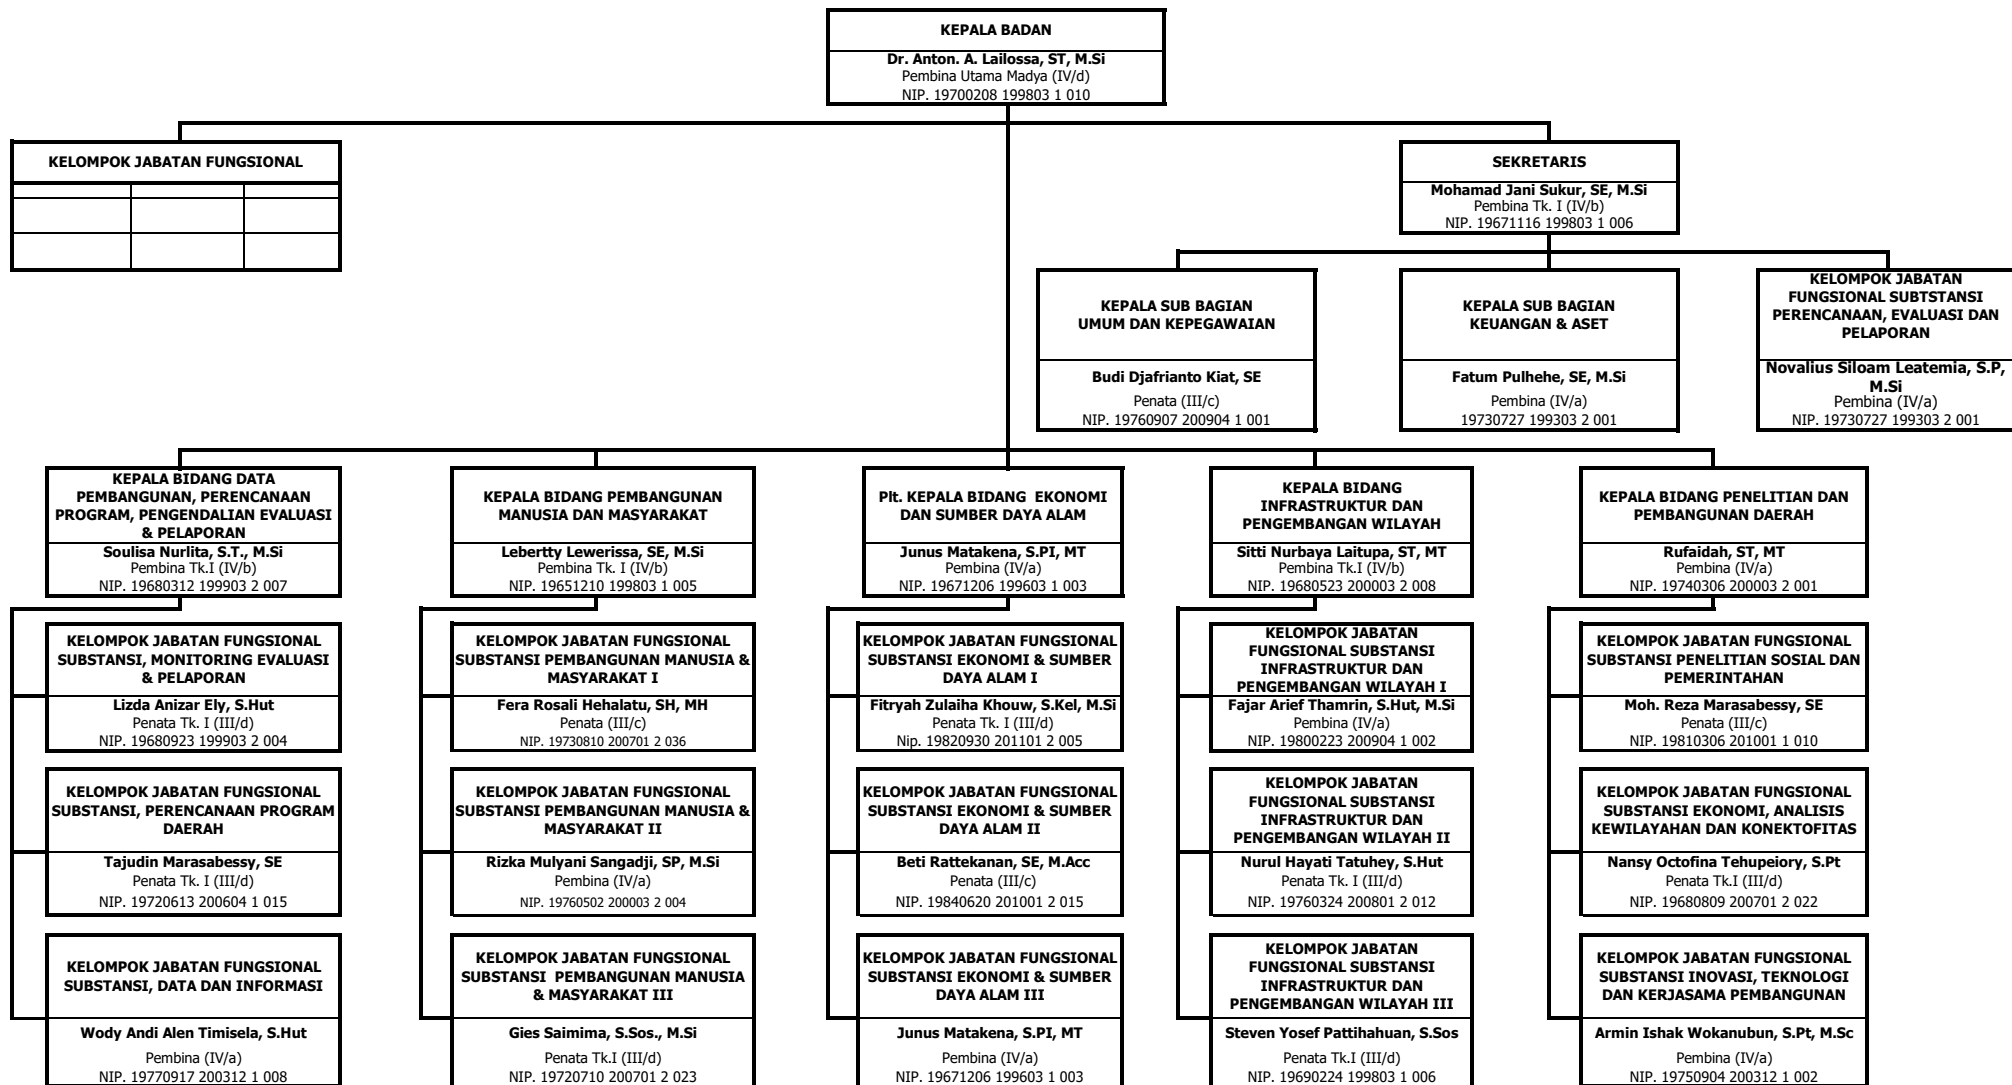 KEPALA BADAN
Dr. Anton. A. Lailossa, ST, M.Si
Pembina Utama Madya (IV/d)
NIP. 19700208 199803 1 010
KELOMPOK JABATAN FUNGSIONAL
SEKRETARIS
Mohamad Jani Sukur, SE, M.Si
Pembina Tk. I (IV/b)
NIP. 19671116 199803 1 006
KEPALA SUB BAGIAN
UMUM DAN KEPEGAWAIAN
Budi Djafrianto Kiat, SE
Penata (III/c)
NIP. 19760907 200904 1 001
KEPALA SUB BAGIAN
KEUANGAN & ASET
Fatum Pulhehe, SE, M.Si
Pembina (IV/a)
19730727 199303 2 001
KELOMPOK JABATAN
FUNGSIONAL SUBTSTANSI
PERENCANAAN, EVALUASI DAN
PELAPORAN
Novalius Siloam Leatemia, S.P,
M.Si
Pembina (IV/a)
NIP. 19730727 199303 2 001
KEPALA BIDANG DATA
PEMBANGUNAN, PERENCANAAN
PROGRAM, PENGENDALIAN EVALUASI
& PELAPORAN
Soulisa Nurlita, S.T., M.Si
Pembina Tk.I (IV/b)
NIP. 19680312 199903 2 007
KELOMPOK JABATAN FUNGSIONAL
SUBSTANSI, MONITORING EVALUASI
& PELAPORAN
Lizda Anizar Ely, S.Hut
Penata Tk. I (III/d)
NIP. 19680923 199903 2 004
KELOMPOK JABATAN FUNGSIONAL
SUBSTANSI, PERENCANAAN PROGRAM
DAERAH
Tajudin Marasabessy, SE
Penata Tk. I (III/d)
NIP. 19720613 200604 1 015
KELOMPOK JABATAN FUNGSIONAL
SUBSTANSI, DATA DAN INFORMASI
Wody Andi Alen Timisela, S.Hut
Pembina (IV/a)
NIP. 19770917 200312 1 008
KEPALA BIDANG PEMBANGUNAN
MANUSIA DAN MASYARAKAT
Lebertty Lewerissa, SE, M.Si
Pembina Tk. I (IV/b)
NIP. 19651210 199803 1 005
KELOMPOK JABATAN FUNGSIONAL
SUBSTANSI PEMBANGUNAN MANUSIA &
MASYARAKAT I
Fera Rosali Hehalatu, SH, MH
Penata (III/c)
NIP. 19730810 200701 2 036
KELOMPOK JABATAN FUNGSIONAL
SUBSTANSI PEMBANGUNAN MANUSIA &
MASYARAKAT II
Rizka Mulyani Sangadji, SP, M.Si
Pembina (IV/a)
NIP. 19760502 200003 2 004
KELOMPOK JABATAN FUNGSIONAL
SUBSTANSI PEMBANGUNAN MANUSIA
& MASYARAKAT III
Gies Saimima, S.Sos., M.Si
Penata Tk.I (III/d)
NIP. 19720710 200701 2 023
Plt. KEPALA BIDANG EKONOMI
DAN SUMBER DAYA ALAM
Junus Matakena, S.PI, MT
Pembina (IV/a)
NIP. 19671206 199603 1 003
KELOMPOK JABATAN FUNGSIONAL
SUBSTANSI EKONOMI & SUMBER
DAYA ALAM I
Fitryah Zulaiha Khouw, S.Kel, M.Si
Penata Tk. I (III/d)
Nip. 19820930 201101 2 005
KELOMPOK JABATAN FUNGSIONAL
SUBSTANSI EKONOMI & SUMBER
DAYA ALAM II
Beti Rattekanan, SE, M.Acc
Penata (III/c)
NIP. 19840620 201001 2 015
KELOMPOK JABATAN FUNGSIONAL
SUBSTANSI EKONOMI & SUMBER
DAYA ALAM III
Junus Matakena, S.PI, MT
Pembina (IV/a)
NIP. 19671206 199603 1 003
KEPALA BIDANG
INFRASTRUKTUR DAN
PENGEMBANGAN WILAYAH
Sitti Nurbaya Laitupa, ST, MT
Pembina Tk.I (IV/b)
NIP. 19680523 200003 2 008
KELOMPOK JABATAN
FUNGSIONAL SUBSTANSI
INFRASTRUKTUR DAN
PENGEMBANGAN WILAYAH I
Fajar Arief Thamrin, S.Hut, M.Si
Pembina (IV/a)
NIP. 19800223 200904 1 002
KELOMPOK JABATAN
FUNGSIONAL SUBSTANSI
INFRASTRUKTUR DAN
PENGEMBANGAN WILAYAH II
Nurul Hayati Tatuhey, S.Hut
Penata Tk. I (III/d)
NIP. 19760324 200801 2 012
KELOMPOK JABATAN
FUNGSIONAL SUBSTANSI
INFRASTRUKTUR DAN
PENGEMBANGAN WILAYAH III
Steven Yosef Pattihahuan, S.Sos
Penata Tk.I (III/d)
NIP. 19690224 199803 1 006
KEPALA BIDANG PENELITIAN DAN
PEMBANGUNAN DAERAH
Rufaidah, ST, MT
Pembina (IV/a)
NIP. 19740306 200003 2 001
KELOMPOK JABATAN FUNGSIONAL
SUBSTANSI PENELITIAN SOSIAL DAN
PEMERINTAHAN
Moh. Reza Marasabessy, SE
Penata (III/c)
NIP. 19810306 201001 1 010
KELOMPOK JABATAN FUNGSIONAL
SUBSTANSI EKONOMI, ANALISIS
KEWILAYAHAN DAN KONEKTOFITAS
Nansy Octofina Tehupeiory, S.Pt
Penata Tk.I (III/d)
NIP. 19680809 200701 2 022
KELOMPOK JABATAN FUNGSIONAL
SUBSTANSI INOVASI, TEKNOLOGI
DAN KERJASAMA PEMBANGUNAN
Armin Ishak Wokanubun, S.Pt, M.Sc
Pembina (IV/a)
NIP. 19750904 200312 1 002